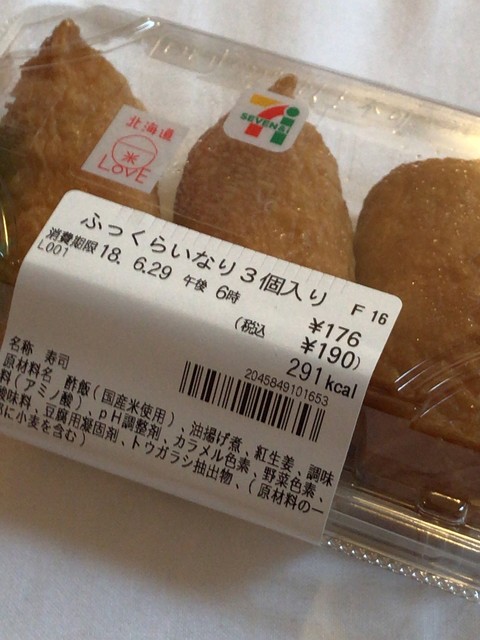 北海道
米
LOVE
7
SEVEN&i
ふっくらいなり3個入り F 16
消費期限 18. 6.29 午後 6時
L001
¥176
(税込 ¥190)
291kcal
2045849101653
名称 寿司
原材料名 酢飯(国産米使用)、油揚げ煮、紅生姜、調味
料(アミノ酸)、pH調整剤、カラメル色素、野菜色素、
酸味料、豆腐用凝固剤、トウガラシ抽出物、(原材料の一
部に小麦を含む)